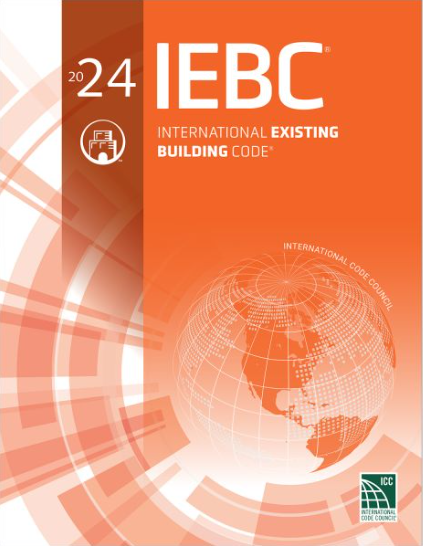 2024 IEBC®
INTERNATIONAL EXISTING
BUILDING CODE®
INTERNATIONAL CODE COUNCIL
ICC
INTERNATIONAL
CODE COUNCIL